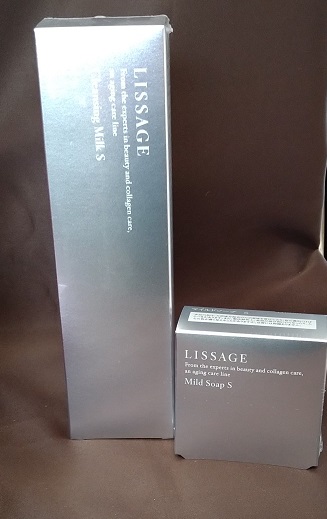 LISSAGE
From the experts in beauty and collagen care,
an aging care line
Cleansing Milk S
LISSAGE
From the experts in beauty and collagen care,
an aging care line
Mild Soap S